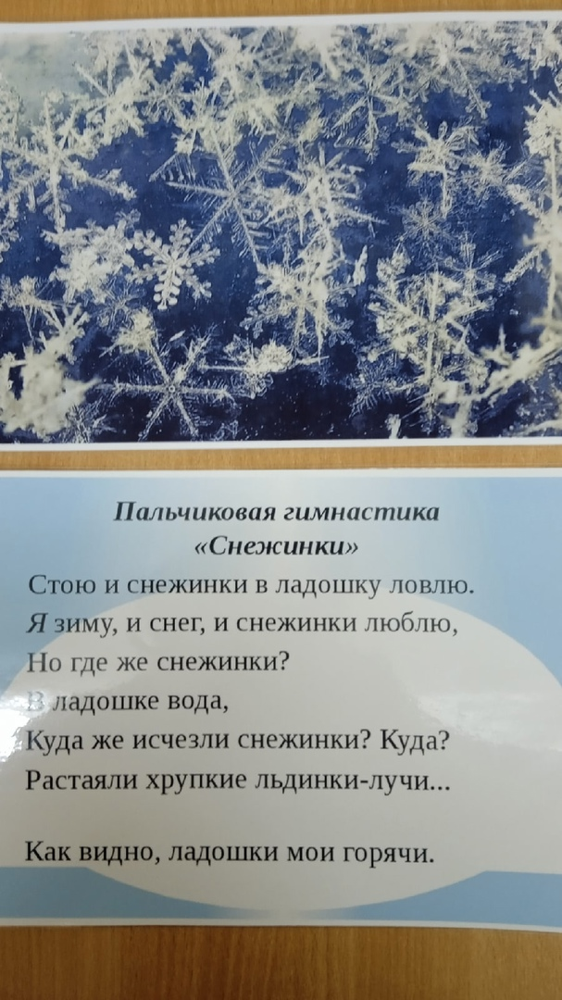 Пальчиковая гимнастика
«Снежинки»
Стою и снежинки в ладошку ловлю.
Я зиму, и снег, и снежинки люблю,
Но где же снежинки?
В ладошке вода,
Куда же исчезли снежинки? Куда?
Растаяли хрупкие льдинки-лучи...
Как видно, ладошки мои горячи.